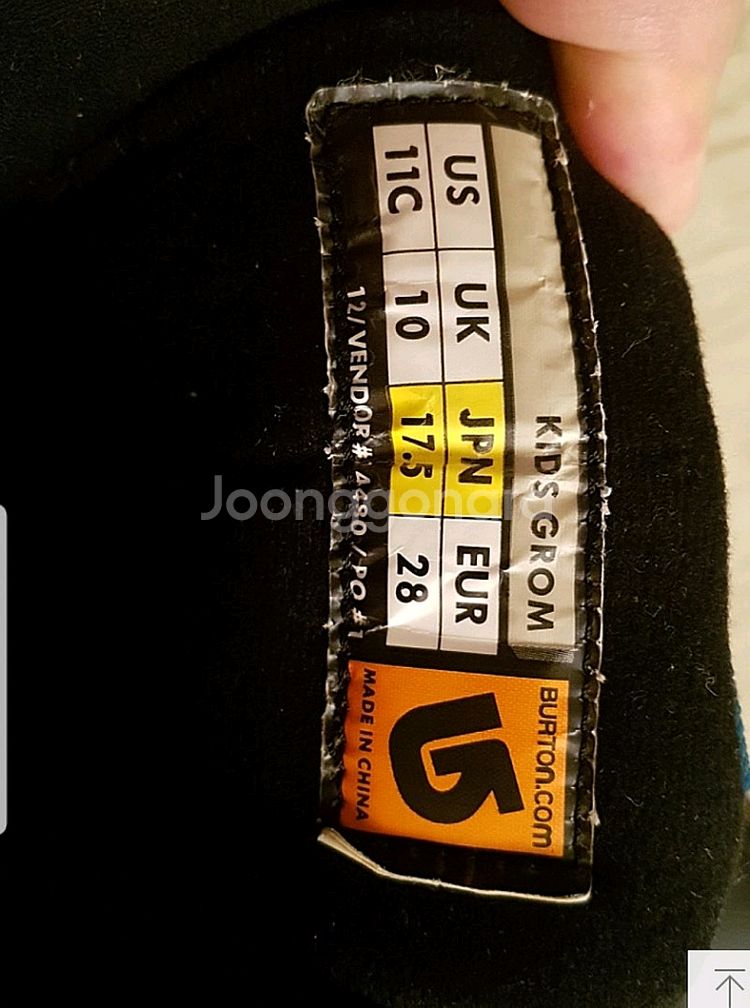 KIDS GROM
US UK JPN EUR
11C 10 17.5 28
12/VENDOR # 4480 / PO #1
BURTON.COM
MADE IN CHINA